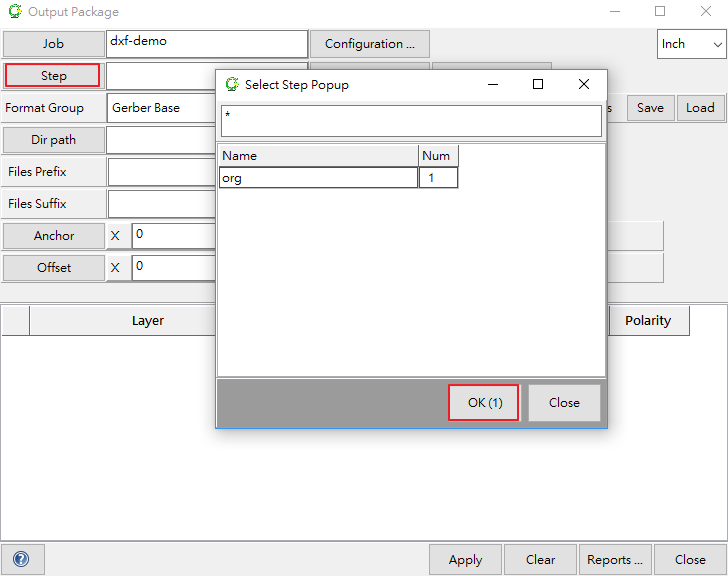 Output Package
Job dxf-demo Configuration ... Inch
Step
Select Step Popup
Format Group Gerber Base s Save Load
*
Dir path
Name Num
Files Prefix
org 1
Files Suffix
Anchor X 0
Offset X 0
Layer Polarity
OK (1) Close
Apply Clear Reports ... Close